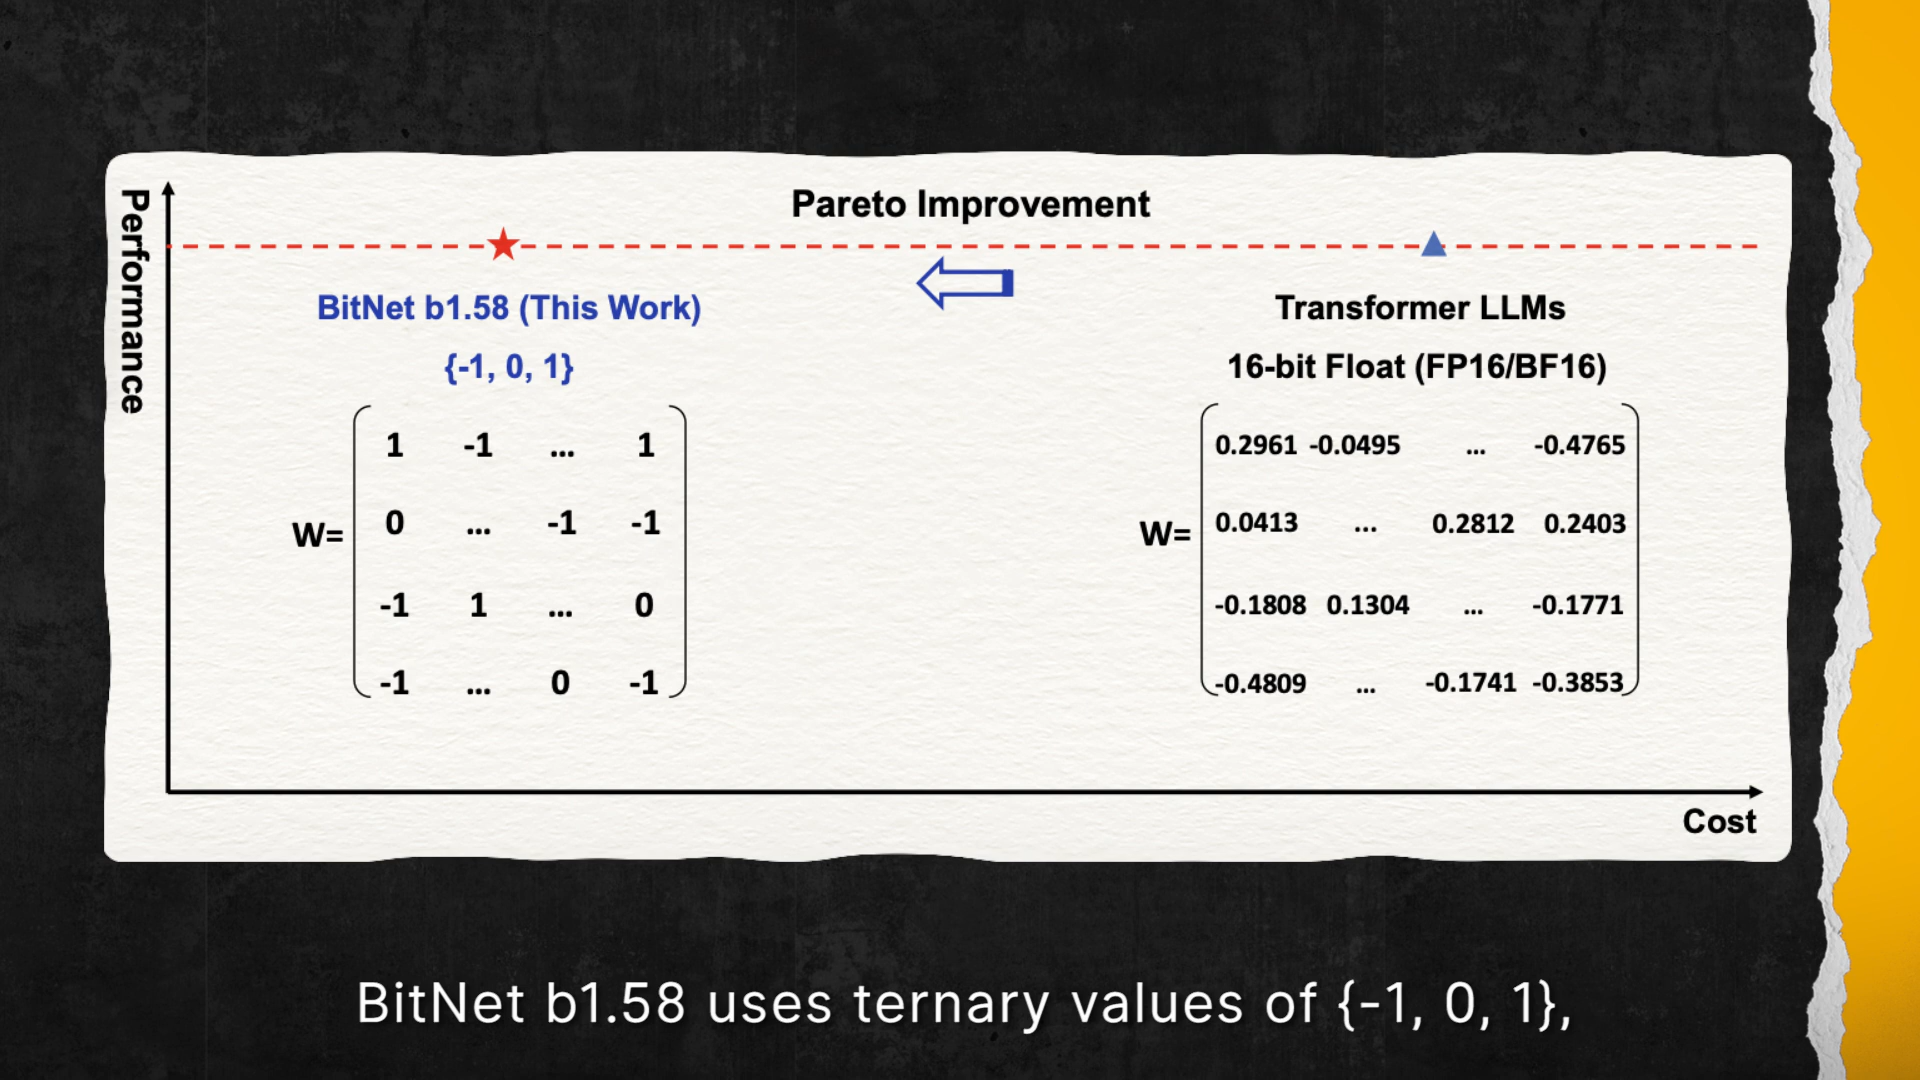 Performance
Pareto Improvement
BitNet b1.58 (This Work)
{-1, 0, 1}
W=
1 -1 ... 1
0 ... -1 -1
-1 1 ... 0
-1 ... 0 -1
Transformer LLMs
16-bit Float (FP16/BF16)
W=
0.2961 -0.0495 ... -0.4765
0.0413 ... 0.2812 0.2403
-0.1808 0.1304 ... -0.1771
-0.4809 ... -0.1741 -0.3853
Cost
BitNet b1.58 uses ternary values of {-1, 0, 1},